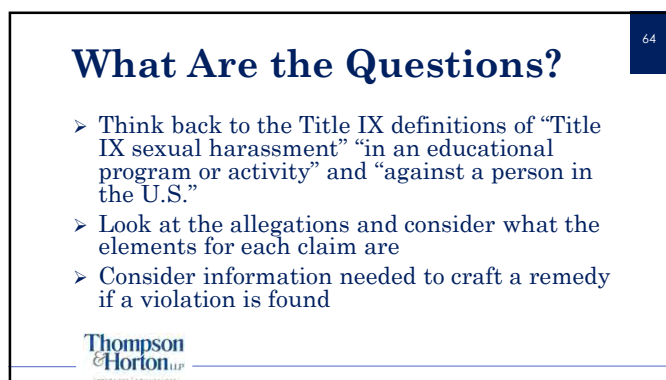 64
What Are the Questions?
➢ Think back to the Title IX definitions of “Title
IX sexual harassment” “in an educational
program or activity” and “against a person in
the U.S.”
➢ Look at the allegations and consider what the
elements for each claim are
➢ Consider information needed to craft a remedy
if a violation is found
Thompson
& Horton LLP